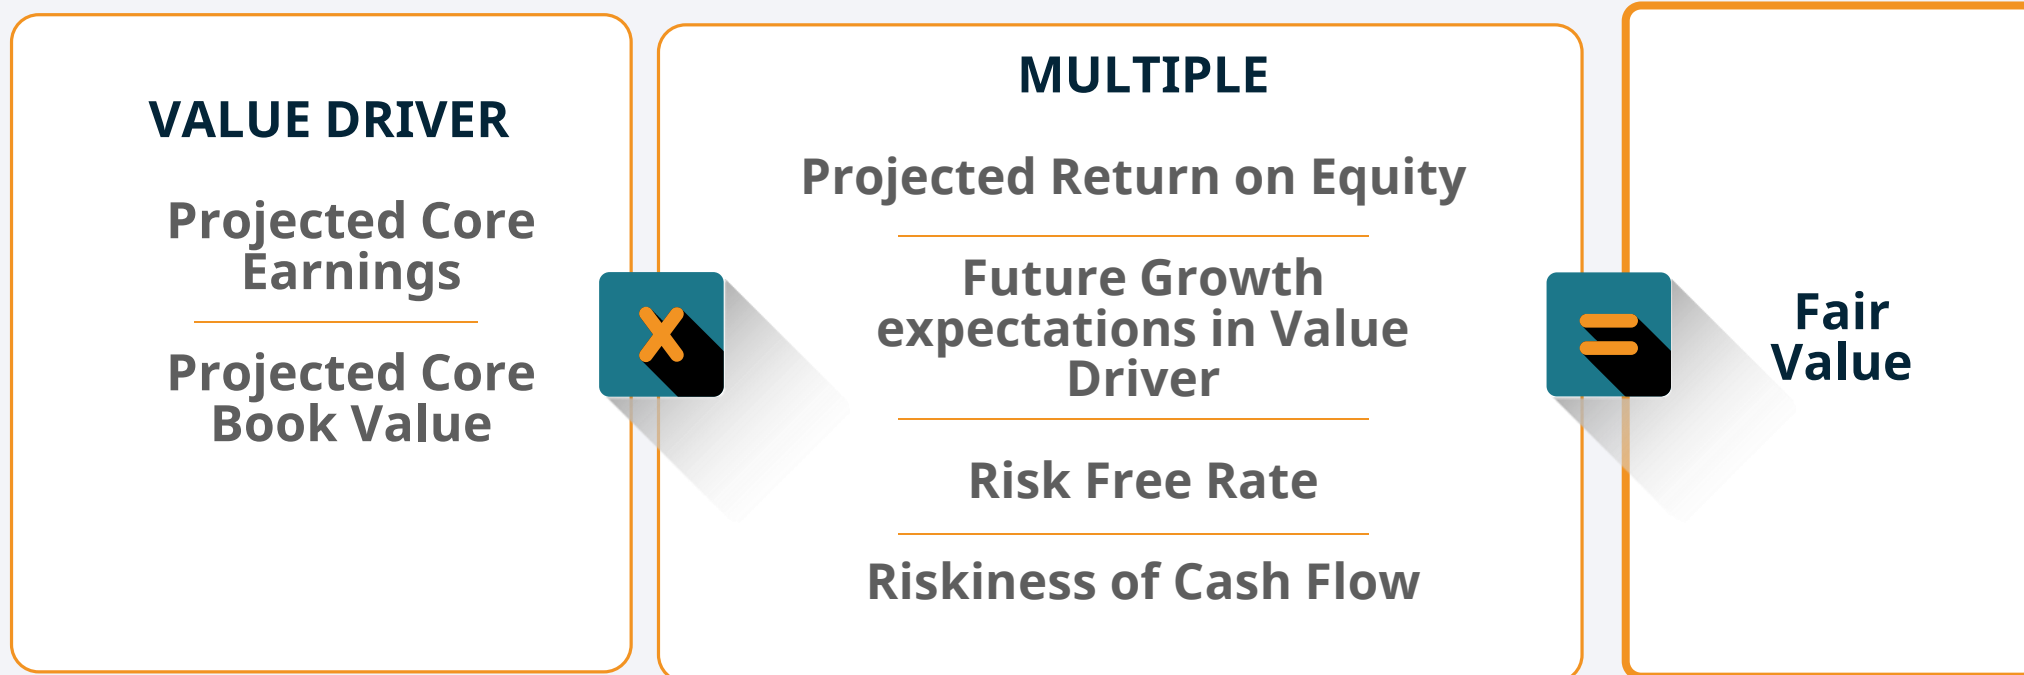 VALUE DRIVER
Projected Core
Earnings
Projected Core
Book Value
x
MULTIPLE
Projected Return on Equity
Future Growth
expectations in Value
Driver
Risk Free Rate
Riskiness of Cash Flow
=
Fair
Value